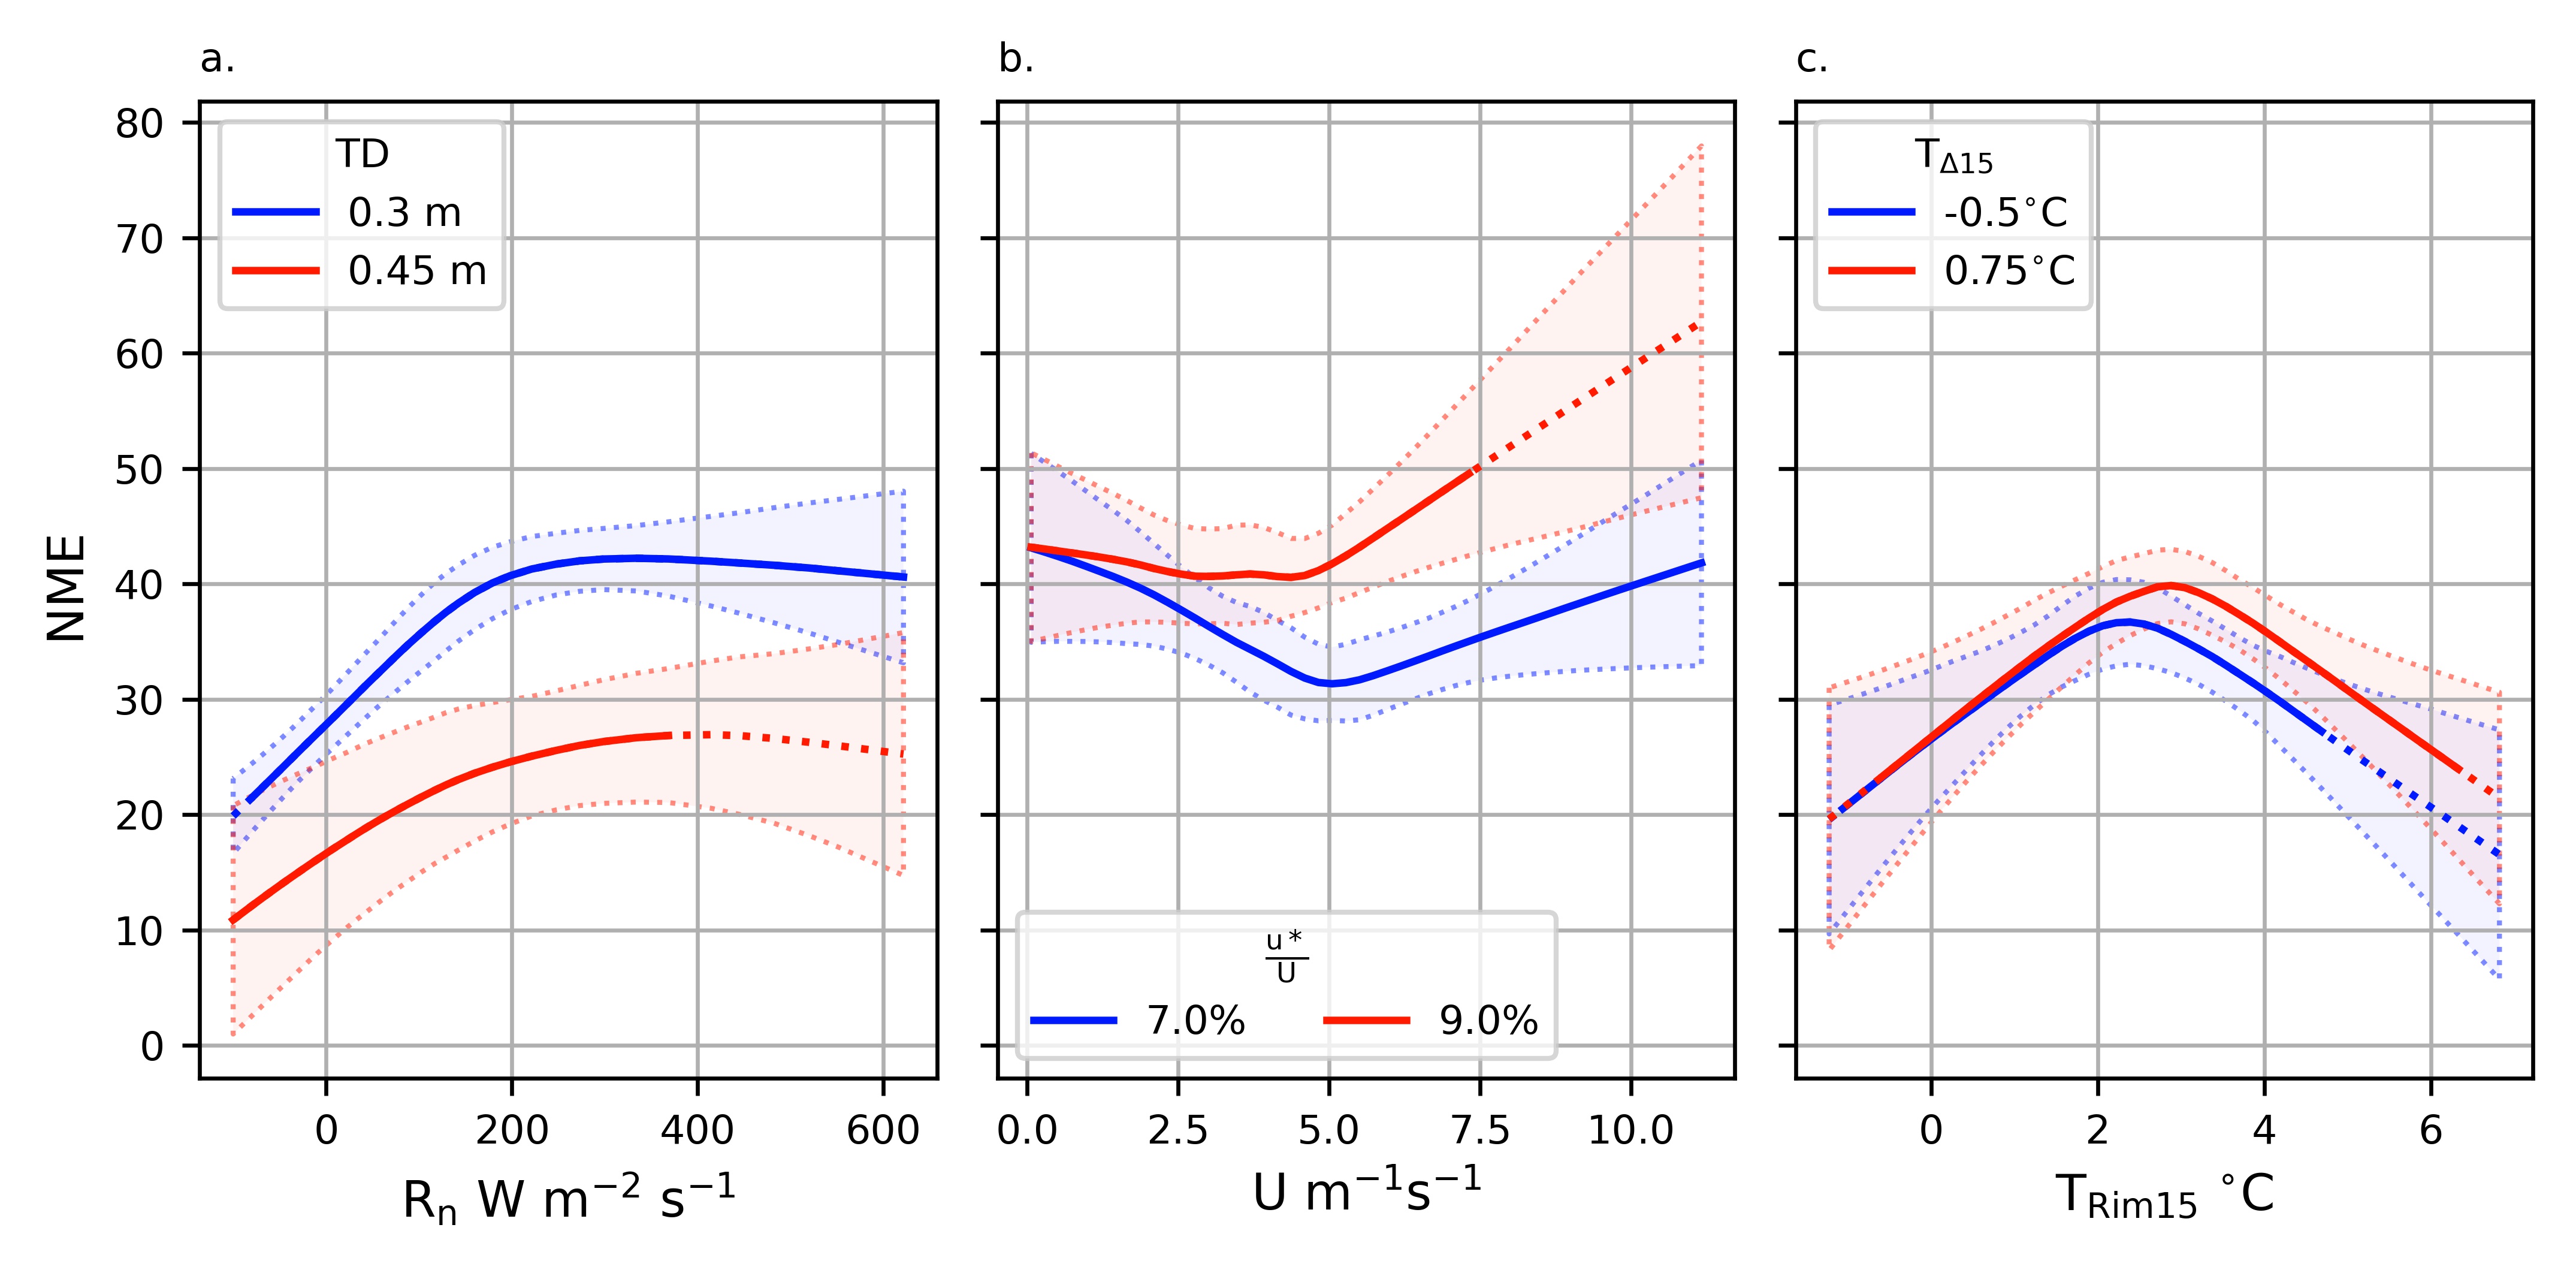 a.
b.
c.
NME
80
70
60
50
40
30
20
10
0
TD
0.3 m
0.45 m
0 200 400 600
Rₙ W m⁻² s⁻¹
u*
U
7.0% 9.0%
0.0 2.5 5.0 7.5 10.0
U m⁻¹s⁻¹
T_Δ15
-0.5°C
0.75°C
0 2 4 6
T_Rim15 °C